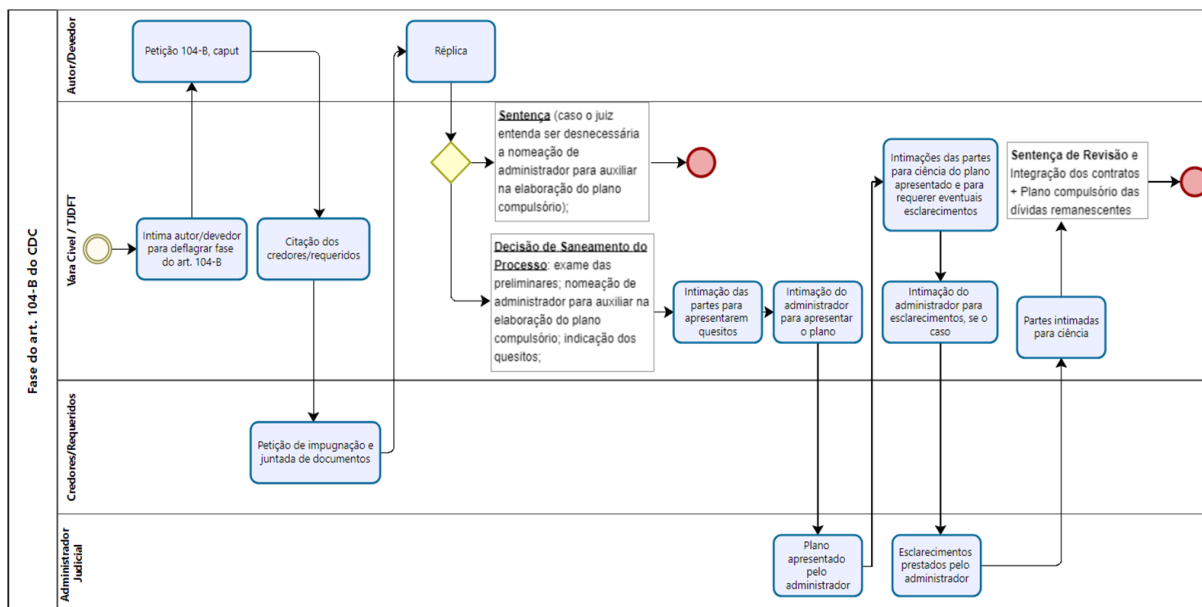 Fase do art. 104-B do CDC
Autor/Devedor
Petição 104-B, caput
Réplica
Vara Cível / TJDFT
Intima autor/devedor
para deflagrar fase
do art. 104-B
Citação dos
credores/requeridos
Sentença (caso o juiz
entenda ser desnecessária
a nomeação de
administrador para auxiliar
na elaboração do plano
compulsório);
Decisão de Saneamento do
Processo: exame das
preliminares; nomeação de
administrador para auxiliar na
elaboração do plano
compulsório; indicação dos
quesitos;
Intimação das
partes para
apresentarem
quesitos
Intimação do
administrador
para apresentar
o plano
Intimações das partes
para ciência do plano
apresentado e para
requerer eventuais
esclarecimentos
Intimação do
administrador para
esclarecimentos, se o
caso
Partes intimadas
para ciência
Sentença de Revisão e
Integração dos contratos
+ Plano compulsório das
dívidas remanescentes
Credores/Requeridos
Petição de impugnação e
juntada de documentos
Administrador
Judicial
Plano
apresentado
pelo
administrador
Esclarecimentos
prestados pelo
administrador